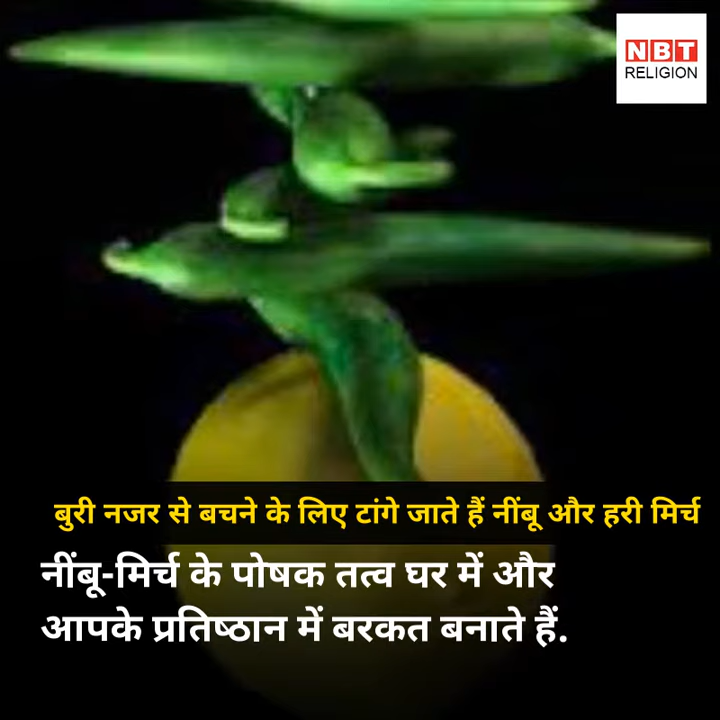 NBT
RELIGION
बुरी नजर से बचने के लिए टांगे जाते हैं नींबू और हरी मिर्च
नींबू-मिर्च के पोषक तत्व घर में और
आपके प्रतिष्ठान में बरकत बनाते हैं.